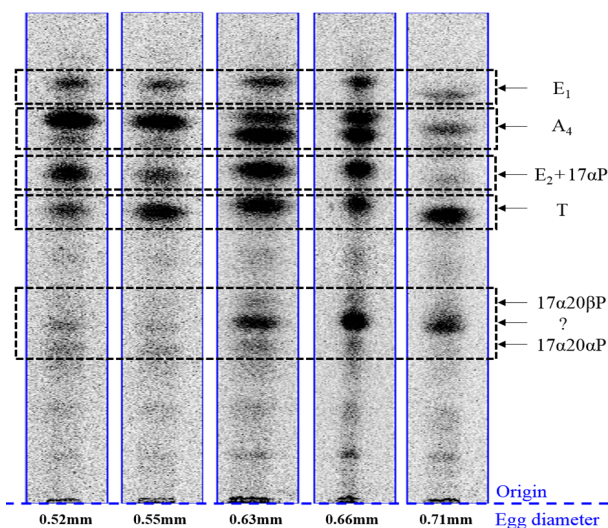 E₁
A₄
E₂+17αP
T
17α20βP
?
17α20αP
Origin
0.52mm 0.55mm 0.63mm 0.66mm 0.71mm Egg diameter